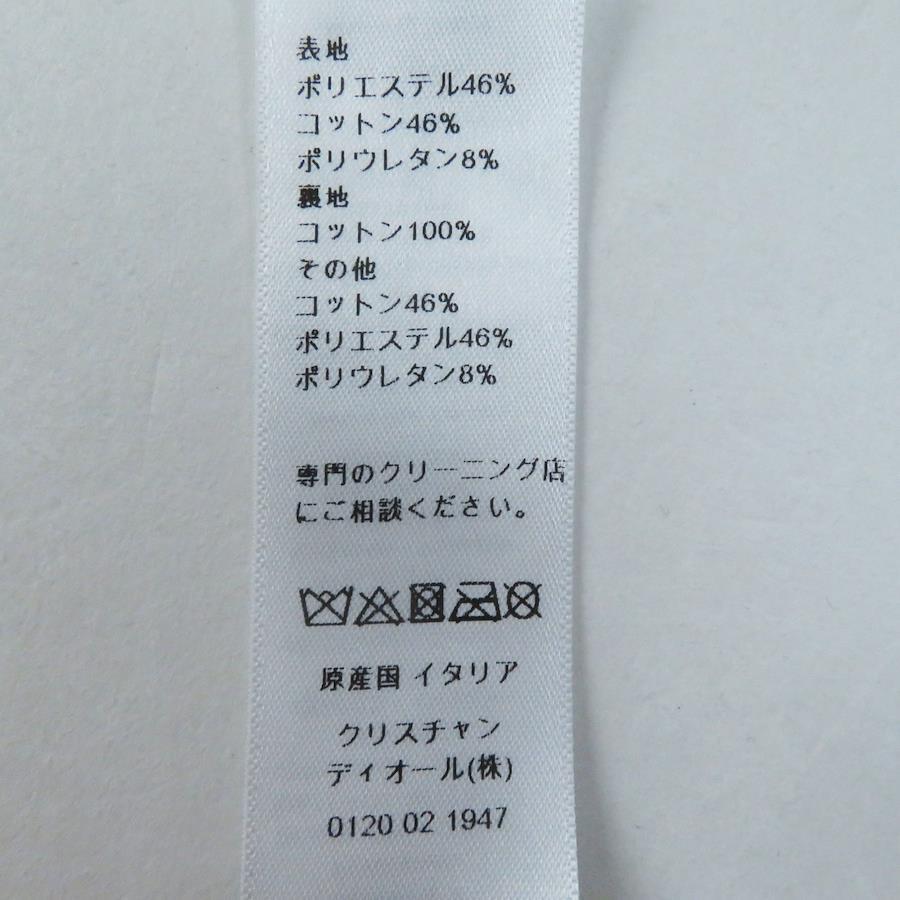 表地
ポリエステル46%
コットン46%
ポリウレタン8%
裏地
コットン100%
その他
コットン46%
ポリエステル46%
ポリウレタン8%
専門のクリーニング店
にご相談ください。
原産国 イタリア
クリスチャン
ディオール(株)
0120 02 1947